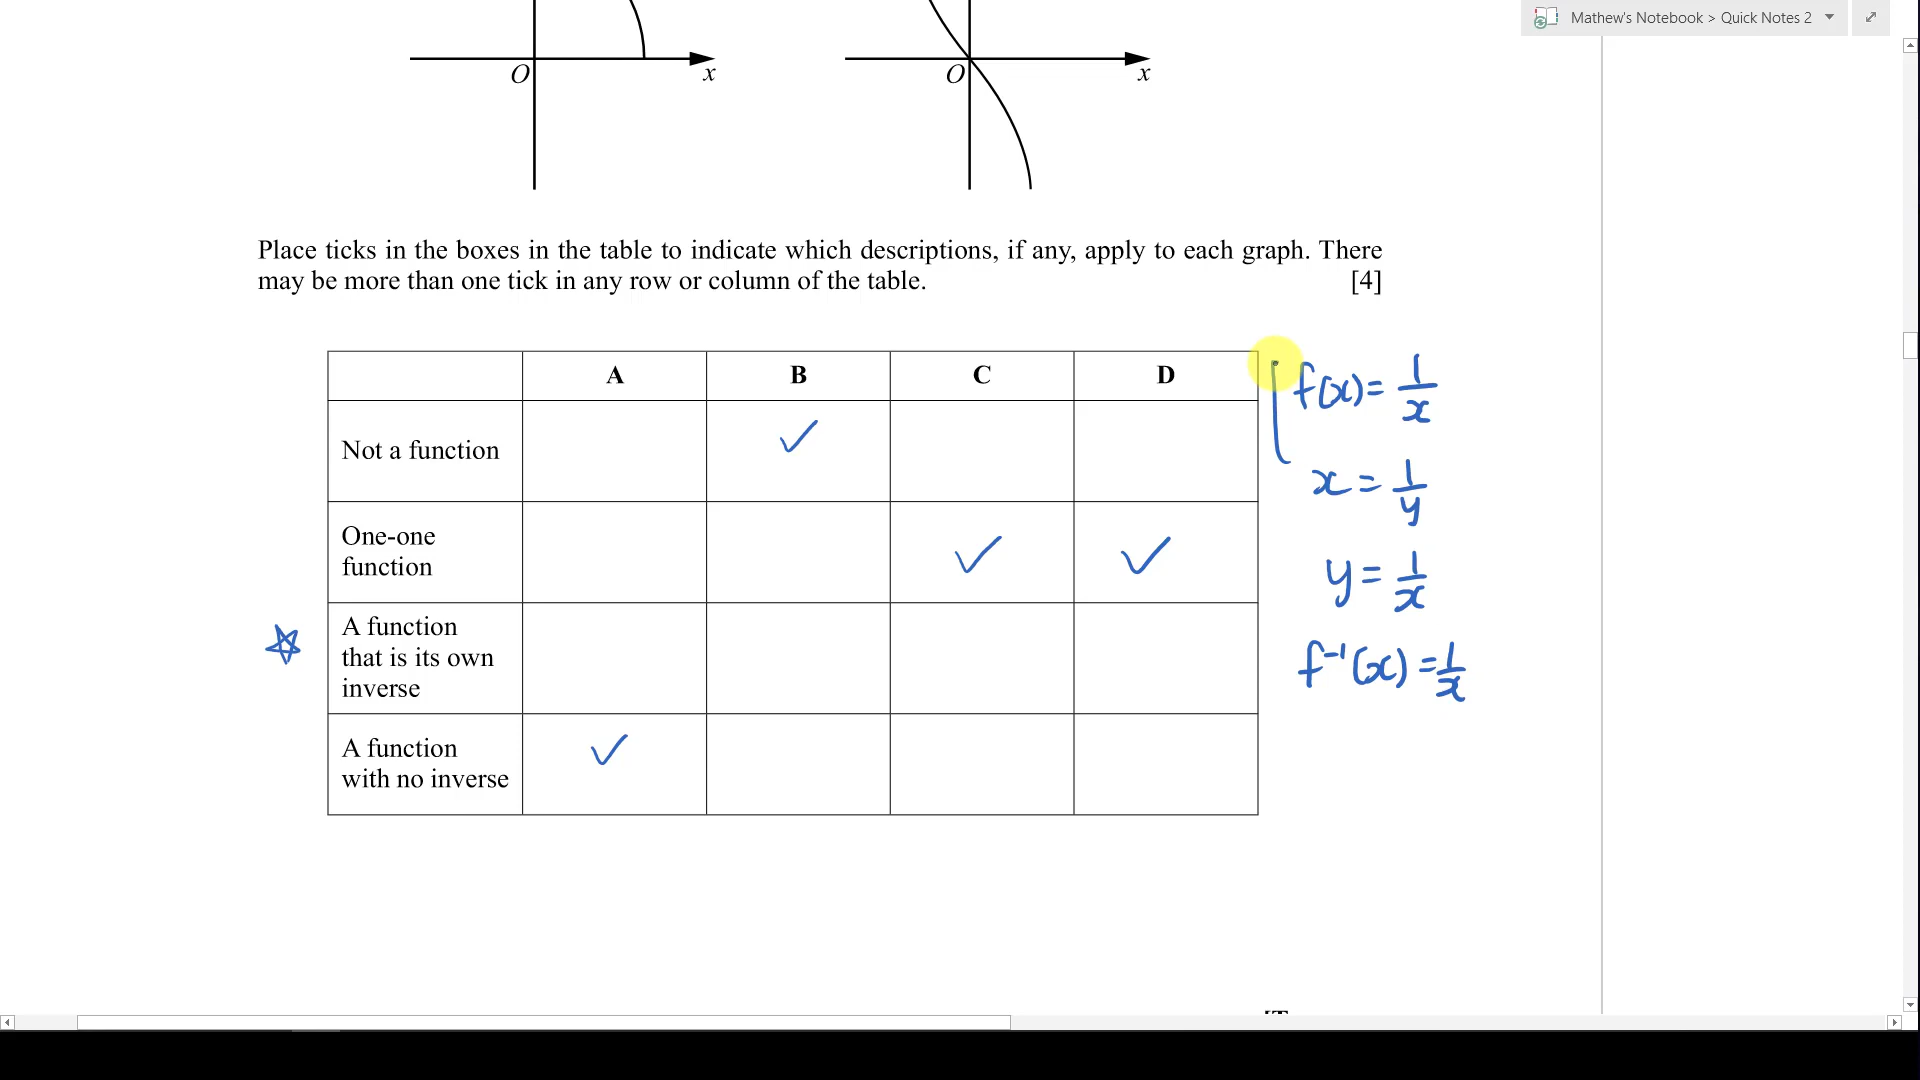 Mathew's Notebook > Quick Notes 2
O x O x
Place ticks in the boxes in the table to indicate which descriptions, if any, apply to each graph. There
may be more than one tick in any row or column of the table. [4]
A B C D
Not a function ✓
One-one
function ✓ ✓
A function
that is its own
inverse
A function
with no inverse ✓
f(x) = 1/x
x = 1/y
y = 1/x
f⁻¹(x) = 1/x